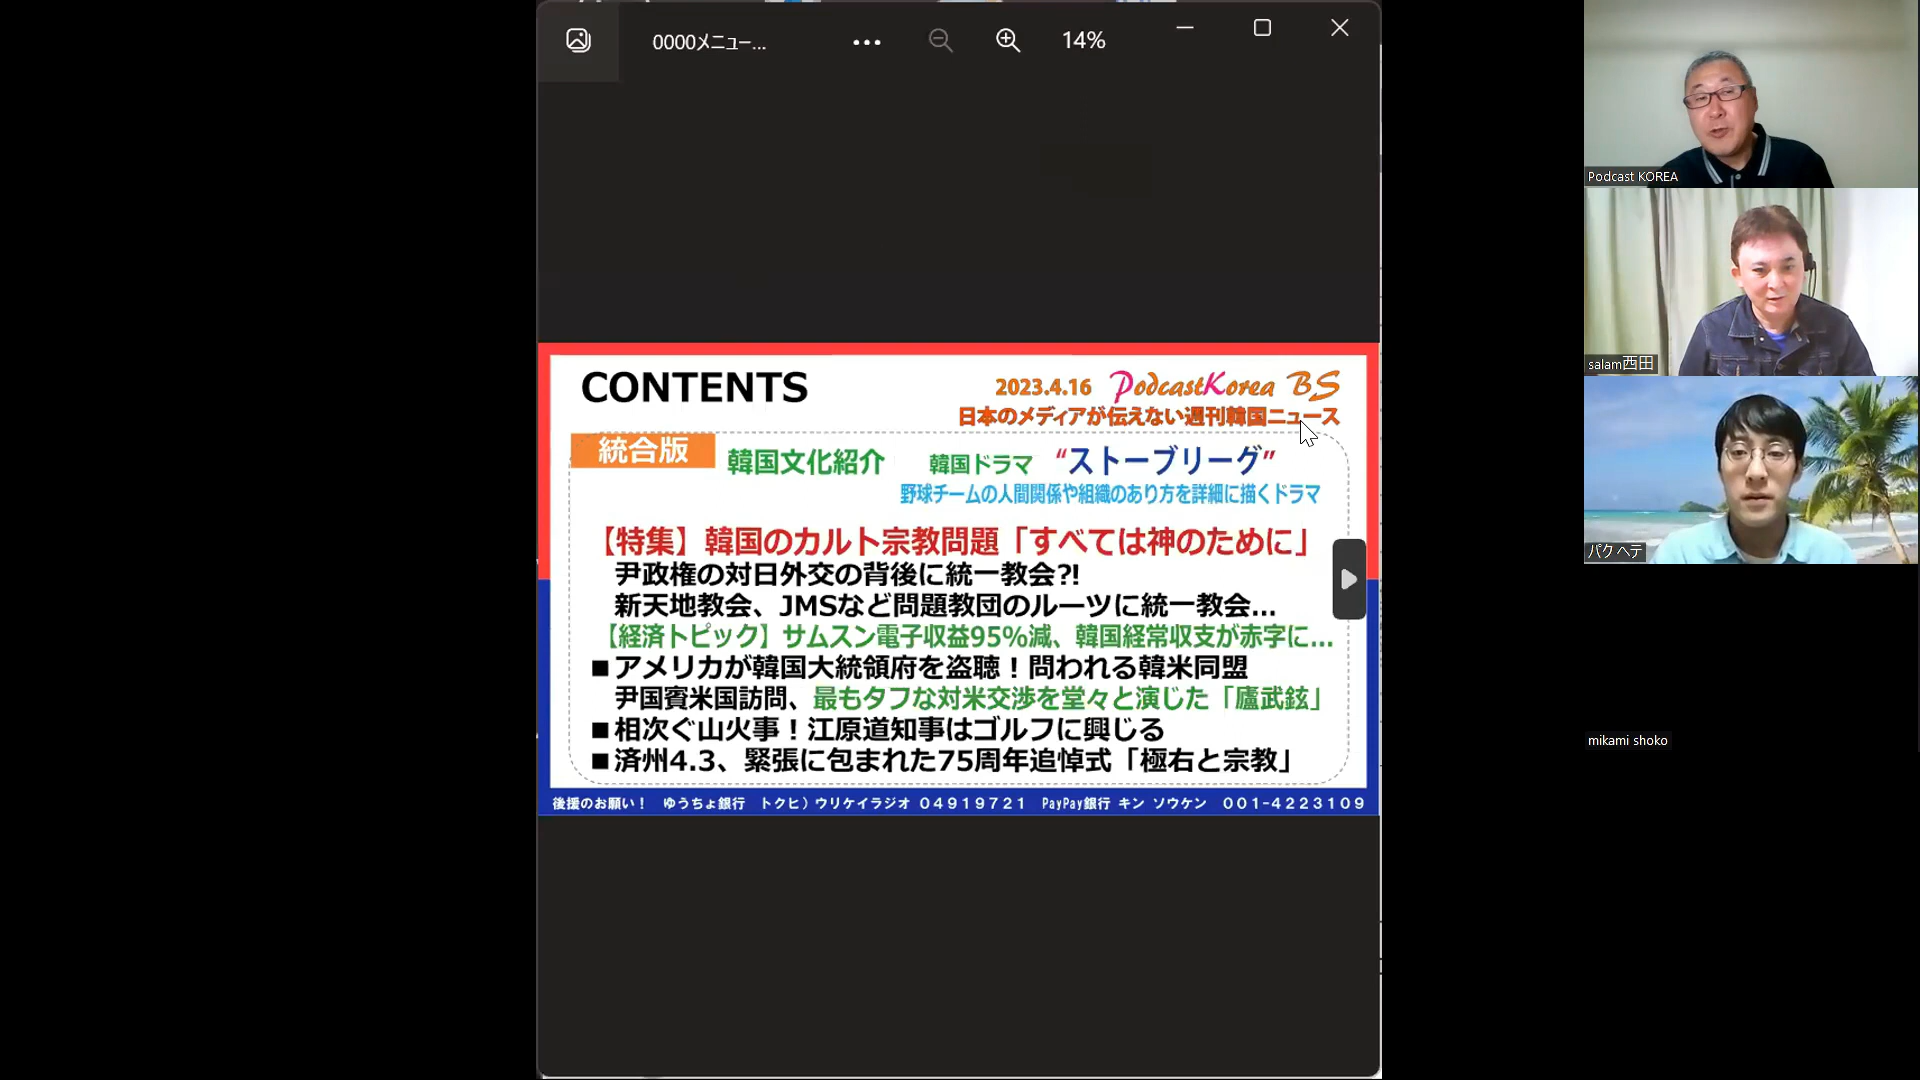 0000メニュー...
14%
CONTENTS
2023.4.16 PodcastKorea BS
日本のメディアが伝えない週刊韓国ニュース
統合版
韓国文化紹介 韓国ドラマ “ストーブリーグ”
野球チームの人間関係や組織のあり方を詳細に描くドラマ
【特集】韓国のカルト宗教問題「すべては神のために」
尹政権の対日外交の背後に統一教会?!
新天地教会、JMSなど問題教団のルーツに統一教会...
【経済トピック】サムスン電子収益95%減、韓国経常収支が赤字に...
■アメリカが韓国大統領府を盗聴！問われる韓米同盟
尹国賓米国訪問、最もタフな対米交渉を堂々と演じた「廬武鉉」
■相次ぐ山火事！江原道知事はゴルフに興じる
■済州4.3、緊張に包まれた75周年追悼式「極右と宗教」
後援のお願い！ ゆうちょ銀行 トクヒ）ウリケイラジオ 04919721 PayPay銀行 キン ソウケン 001-4223109
Podcast KOREA
salam西田
パク ヘテ
mikami shoko